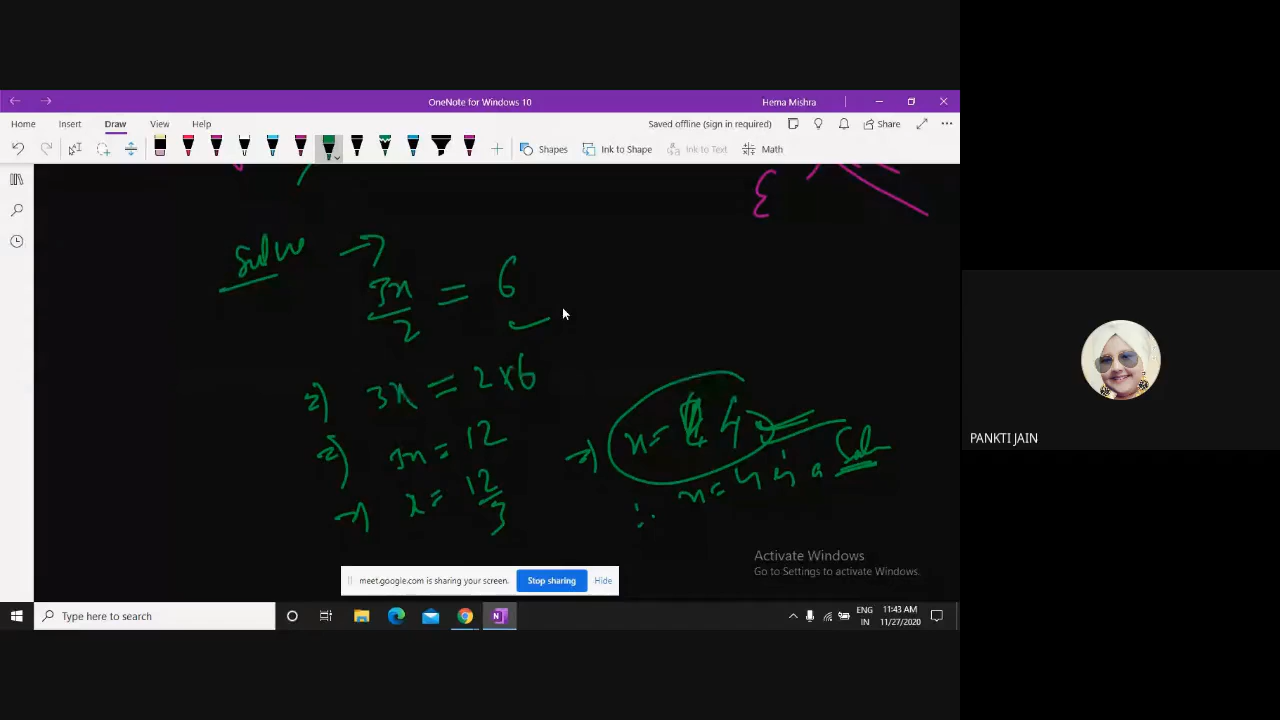 OneNote for Windows 10
Hema Mishra
Home Insert Draw View Help
Saved offline (sign in required)
Share
Shapes
Ink to Shape
Ink to Text
Math
Solve →
3x/2 = 6
⇒ 3x = 2×6
⇒ 3x = 12
⇒ x = 12/3
⇒ x = 4
∴ x = 4 is a Soln
PANKTI JAIN
Activate Windows
Go to Settings to activate Windows.
meet.google.com is sharing your screen.
Stop sharing
Hide
Type here to search
ENG
IN
11:43 AM
11/27/2020